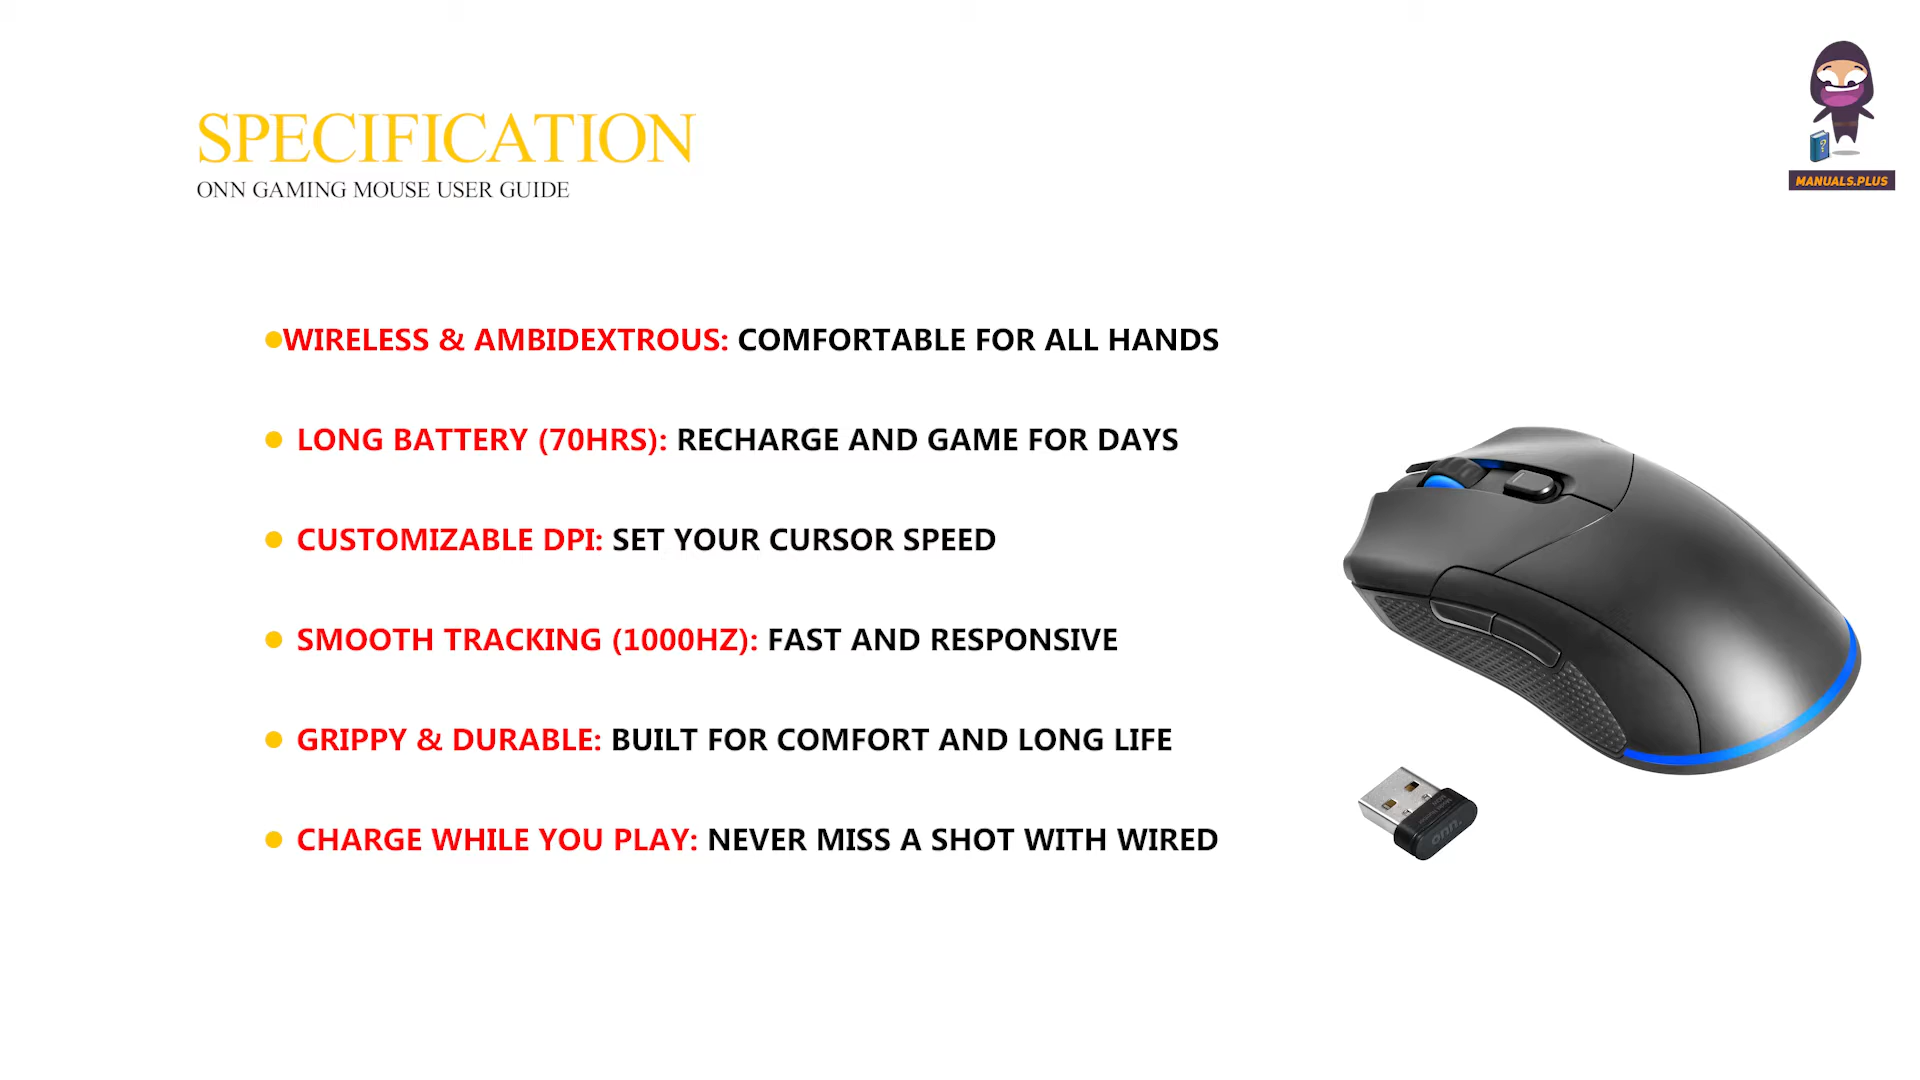 SPECIFICATION
ONN GAMING MOUSE USER GUIDE
MANUALS.PLUS
?
WIRELESS & AMBIDEXTROUS: COMFORTABLE FOR ALL HANDS
LONG BATTERY (70HRS): RECHARGE AND GAME FOR DAYS
CUSTOMIZABLE DPI: SET YOUR CURSOR SPEED
SMOOTH TRACKING (1000HZ): FAST AND RESPONSIVE
GRIPPY & DURABLE: BUILT FOR COMFORT AND LONG LIFE
CHARGE WHILE YOU PLAY: NEVER MISS A SHOT WITH WIRED
onn.